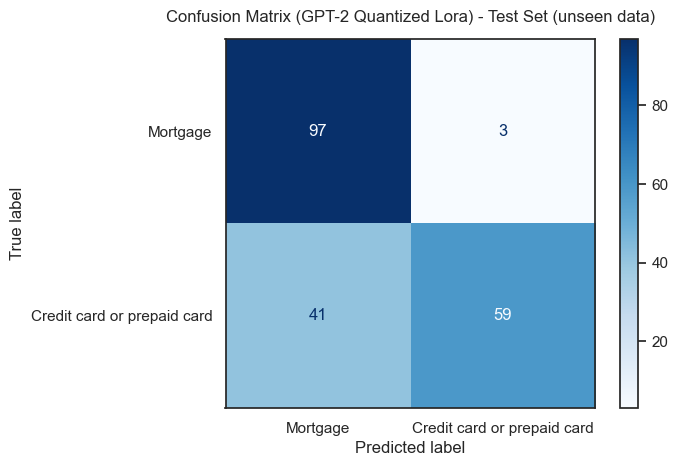 Confusion Matrix (GPT-2 Quantized Lora) - Test Set (unseen data)
True label
Mortgage
97
3
Credit card or prepaid card
41
59
Mortgage
Credit card or prepaid card
Predicted label
80
60
40
20